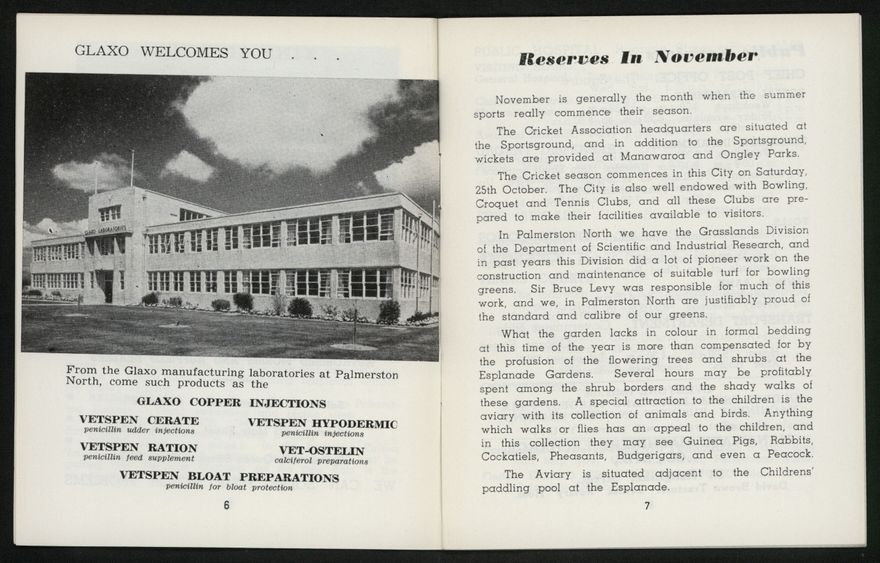 GLAXO WELCOMES YOU . . . .
GLAXO LABORATORIES
From the Glaxo manufacturing laboratories at Palmerston
North, come such products as the
GLAXO COPPER INJECTIONS
VETSPEN CERATE
penicillin udder injections
VETSPEN HYPODERMIC
penicillin injections
VETSPEN RATION
penicillin feed supplement
VET-OSTELIN
calciferol preparations
VETSPEN BLOAT PREPARATIONS
penicillin for bloat protection
6
Reserves In November
November is generally the month when the summer
sports really commence their season.
The Cricket Association headquarters are situated at
the Sportsground, and in addition to the Sportsground,
wickets are provided at Manawaroa and Ongley Parks.
The Cricket season commences in this City on Saturday,
25th October. The City is also well endowed with Bowling,
Croquet and Tennis Clubs, and all these Clubs are pre-
pared to make their facilities available to visitors.
In Palmerston North we have the Grasslands Division
of the Department of Scientific and Industrial Research, and
in past years this Division did a lot of pioneer work on the
construction and maintenance of suitable turf for bowling
greens. Sir Bruce Levy was responsible for much of this
work, and we, in Palmerston North are justifiably proud of
the standard and calibre of our greens.
What the garden lacks in colour in formal bedding
at this time of the year is more than compensated for by
the profusion of the flowering trees and shrubs at the
Esplanade Gardens. Several hours may be profitably
spent among the shrub borders and the shady walks of
these gardens. A special attraction to the children is the
aviary with its collection of animals and birds. Anything
which walks or flies has an appeal to the children, and
in this collection they may see Guinea Pigs, Rabbits,
Cockatiels, Pheasants, Budgerigars, and even a Peacock.
The Aviary is situated adjacent to the Childrens'
paddling pool at the Esplanade.
7